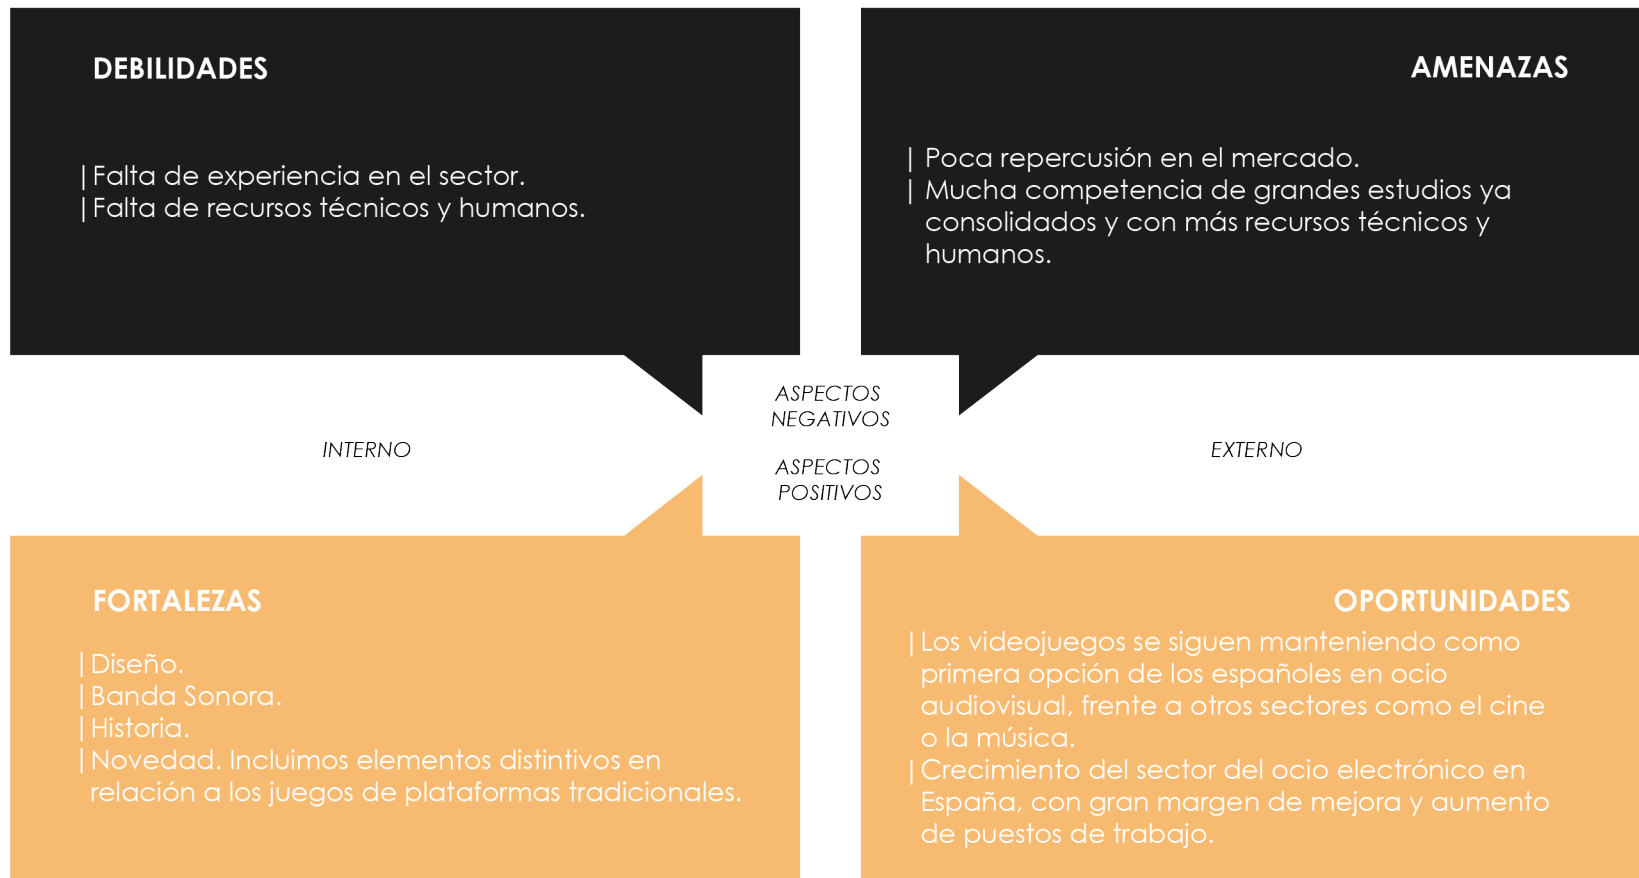 DEBILIDADES
|Falta de experiencia en el sector.
|Falta de recursos técnicos y humanos.
AMENAZAS
| Poca repercusión en el mercado.
| Mucha competencia de grandes estudios ya
consolidados y con más recursos técnicos y
humanos.
ASPECTOS
NEGATIVOS
INTERNO
EXTERNO
ASPECTOS
POSITIVOS
FORTALEZAS
|Diseño.
|Banda Sonora.
|Historia.
|Novedad. Incluimos elementos distintivos en
relación a los juegos de plataformas tradicionales.
OPORTUNIDADES
|Los videojuegos se siguen manteniendo como
primera opción de los españoles en ocio
audiovisual, frente a otros sectores como el cine
o la música.
|Crecimiento del sector del ocio electrónico en
España, con gran margen de mejora y aumento
de puestos de trabajo.